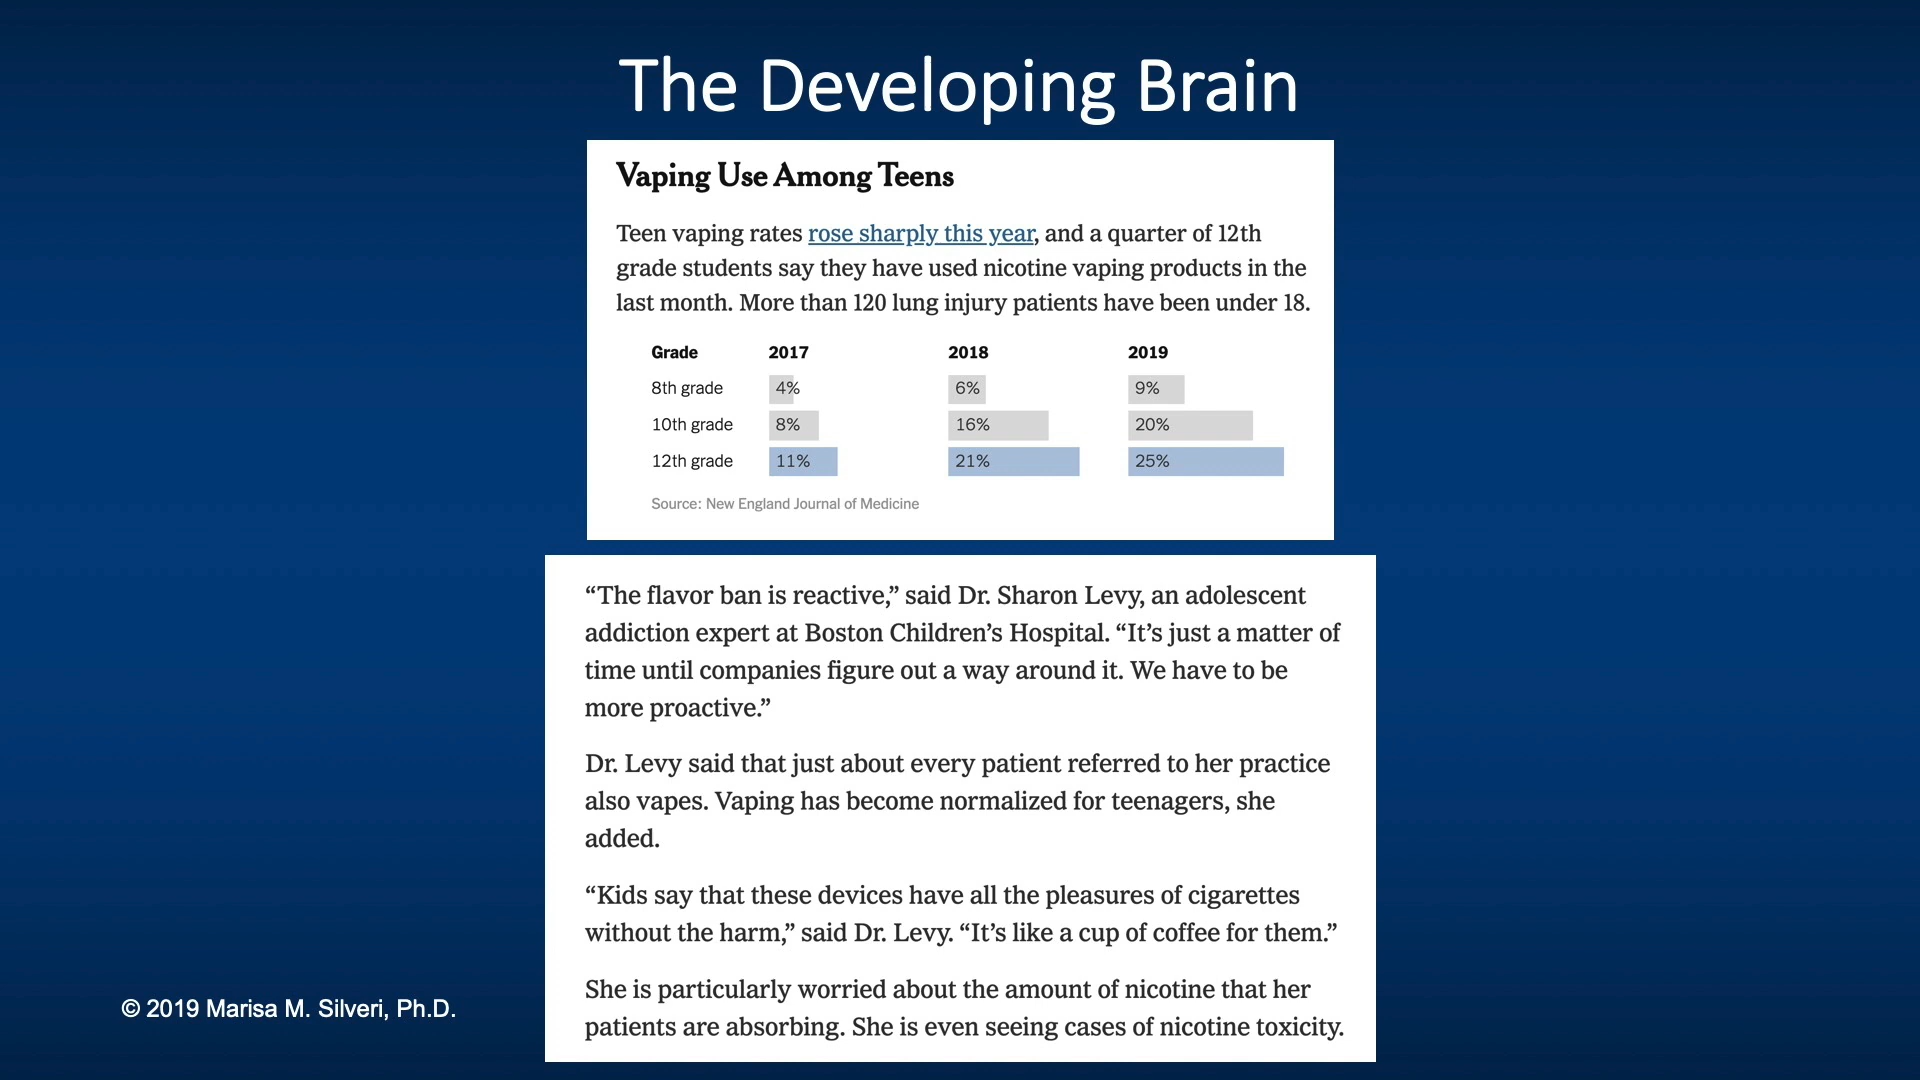 The Developing Brain
Vaping Use Among Teens
Teen vaping rates rose sharply this year, and a quarter of 12th
grade students say they have used nicotine vaping products in the
last month. More than 120 lung injury patients have been under 18.
Grade 2017 2018 2019
8th grade 4% 6% 9%
10th grade 8% 16% 20%
12th grade 11% 21% 25%
Source: New England Journal of Medicine
“The flavor ban is reactive,” said Dr. Sharon Levy, an adolescent
addiction expert at Boston Children’s Hospital. “It’s just a matter of
time until companies figure out a way around it. We have to be
more proactive.”
Dr. Levy said that just about every patient referred to her practice
also vapes. Vaping has become normalized for teenagers, she
added.
“Kids say that these devices have all the pleasures of cigarettes
without the harm,” said Dr. Levy. “It’s like a cup of coffee for them.”
She is particularly worried about the amount of nicotine that her
patients are absorbing. She is even seeing cases of nicotine toxicity.
© 2019 Marisa M. Silveri, Ph.D.